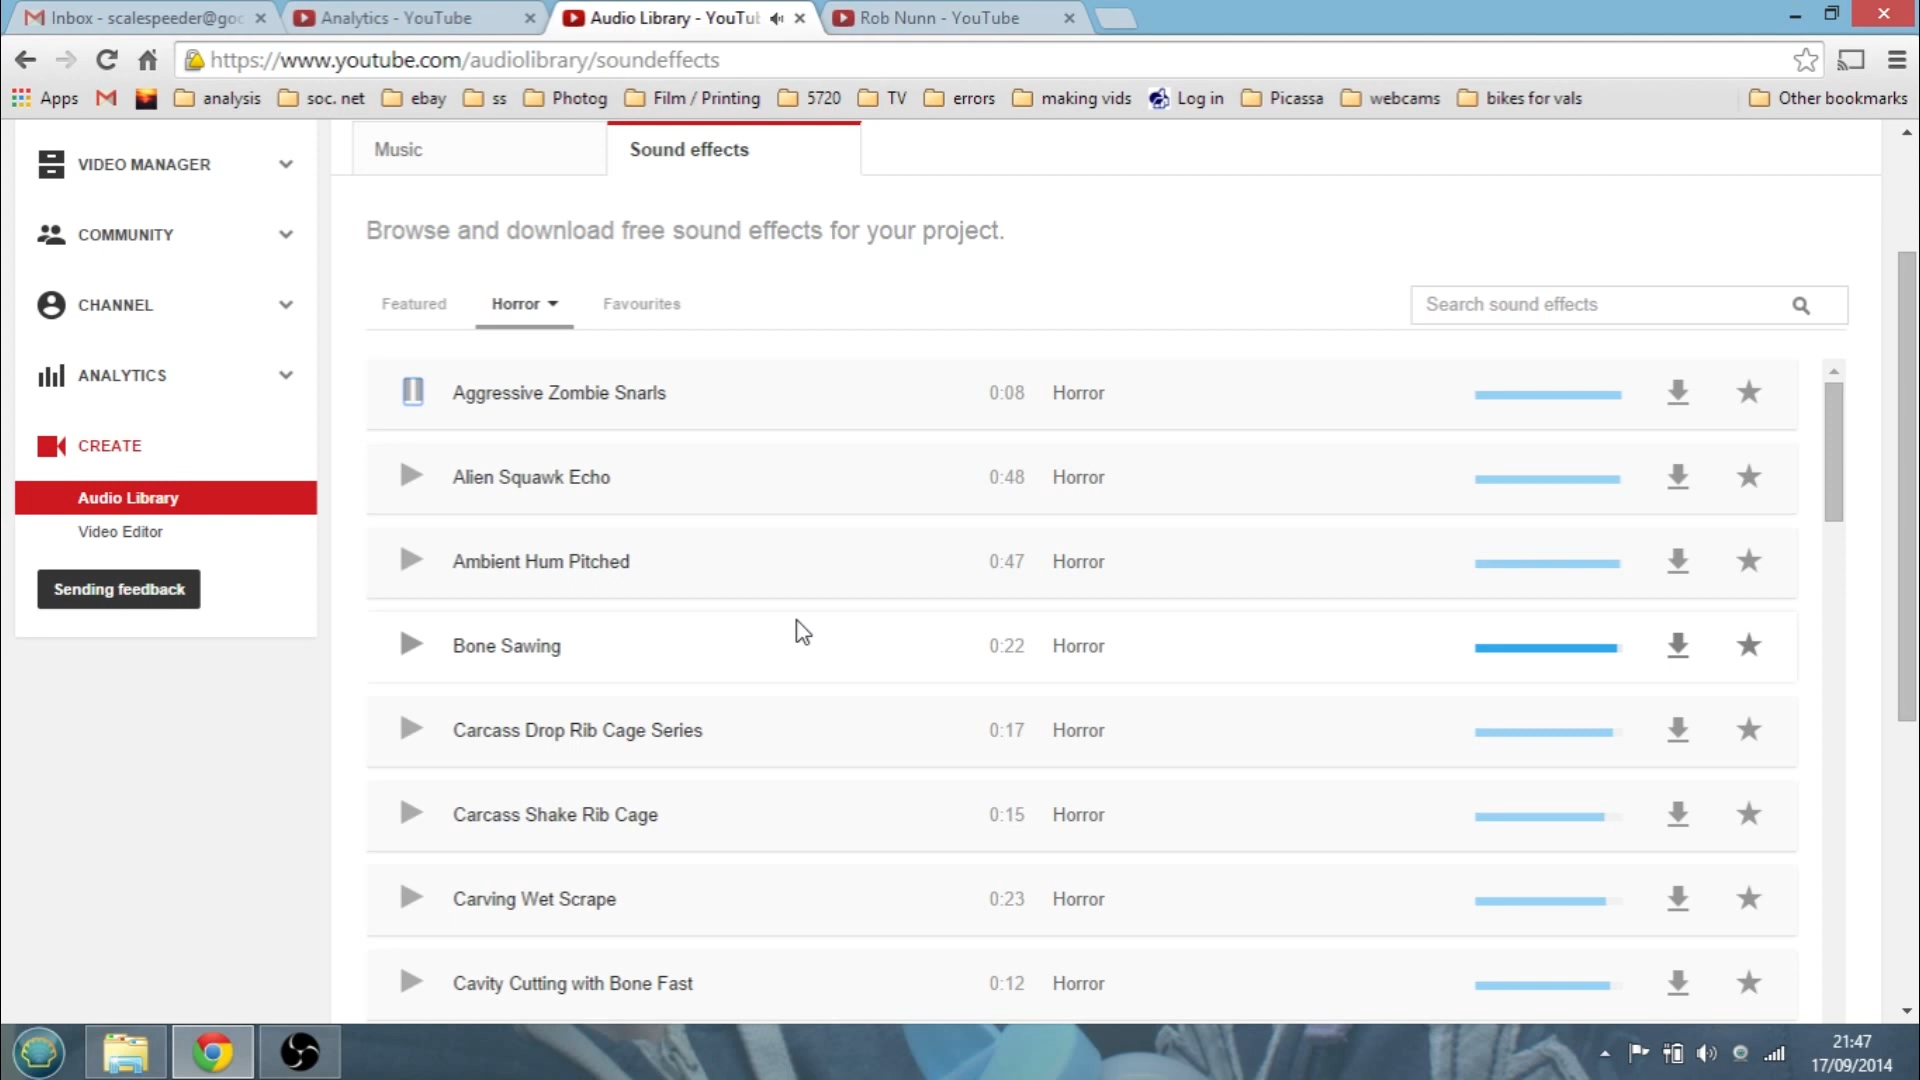 Inbox - scalespeeder@goo
Analytics - YouTube
Audio Library - YouTub
Rob Nunn - YouTube
https://www.youtube.com/audiolibrary/soundeffects
Apps
analysis
soc. net
ebay
ss
Photog
Film / Printing
5720
TV
errors
making vids
Log in
Picassa
webcams
bikes for vals
Other bookmarks
VIDEO MANAGER
COMMUNITY
CHANNEL
ANALYTICS
CREATE
Audio Library
Video Editor
Sending feedback
Music
Sound effects
Browse and download free sound effects for your project.
Featured
Horror
Favourites
Search sound effects
Aggressive Zombie Snarls 0:08 Horror
Alien Squawk Echo 0:48 Horror
Ambient Hum Pitched 0:47 Horror
Bone Sawing 0:22 Horror
Carcass Drop Rib Cage Series 0:17 Horror
Carcass Shake Rib Cage 0:15 Horror
Carving Wet Scrape 0:23 Horror
Cavity Cutting with Bone Fast 0:12 Horror
21:47
17/09/2014